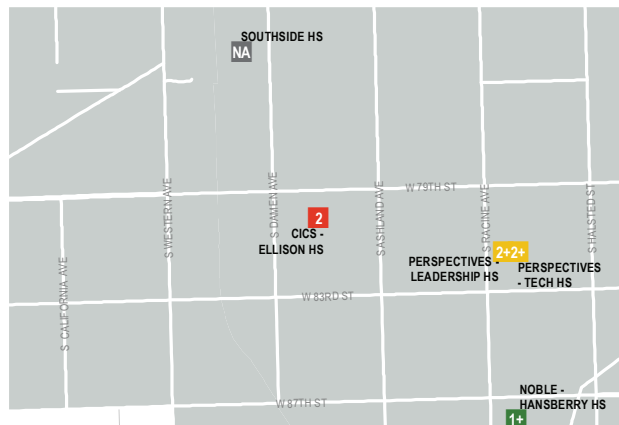 SOUTHSIDE HS
NA
W 79TH ST
S. CALIFORNIA AVE
S WESTERN AVE
S DAMEN AVE
S ASHLAND AVE
S RACINE AVE
S HALSTED ST
2
CICS -
ELLISON HS
2+2+
PERSPECTIVES -
LEADERSHIP HS
PERSPECTIVES
- TECH HS
W 83RD ST
W 87TH ST
NOBLE -
HANSBERRY HS
1+